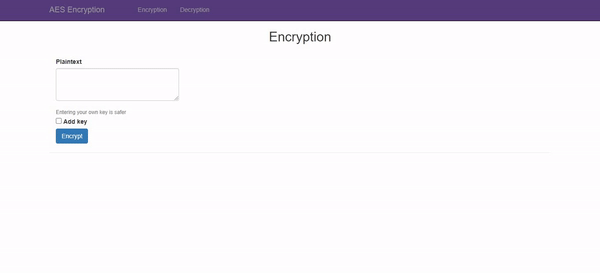 AES Encryption Encryption Decryption
Encryption
Plaintext
Entering your own key is safer
Add key
Encrypt